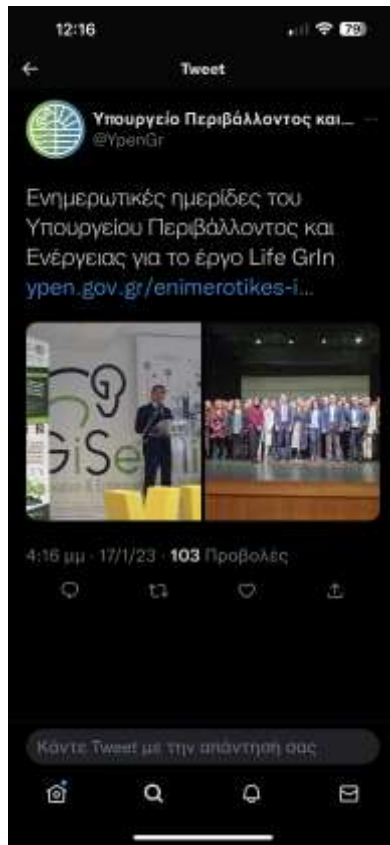 12:16
79
Tweet
Υπουργείο Περιβάλλοντος και...
@YpenGr
Ενημερωτικές ημερίδες του
Υπουργείου Περιβάλλοντος και
Ενέργειας για το έργο Life GrIn
ypen.gov.gr/enimerotikes-i...
4:16 μμ · 17/1/23 · 103 Προβολές
Κάντε Tweet με την απάντησή σας